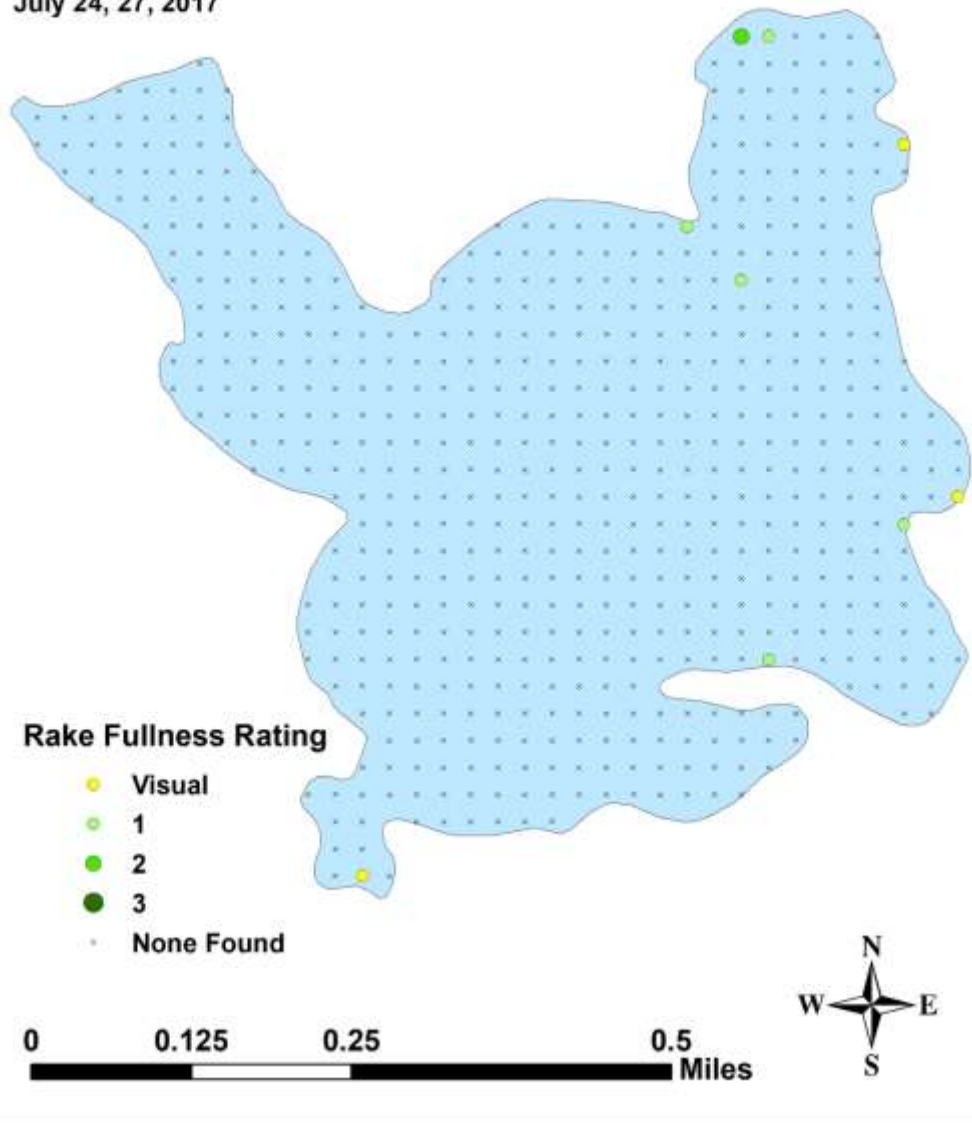 July 24, 27, 2017
Rake Fullness Rating
Visual
1
2
3
None Found
N
W E
S
0 0.125 0.25 0.5
Miles